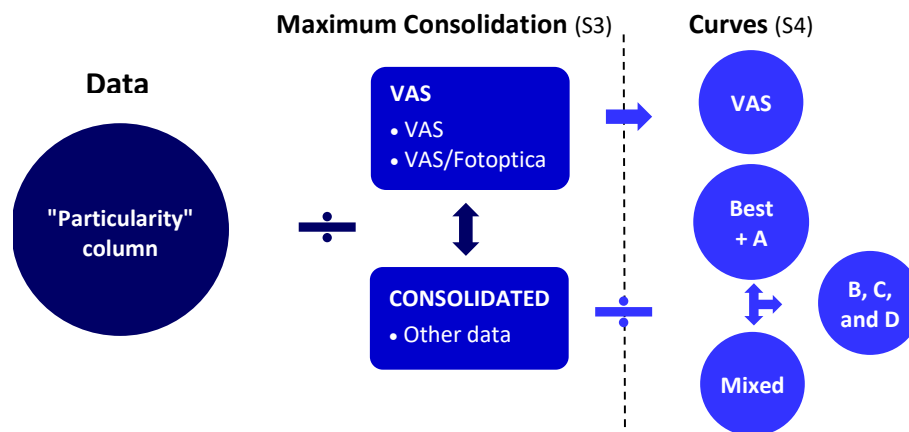 Maximum Consolidation (S3)
Curves (S4)
Data
"Particularity"
column
VAS
• VAS
• VAS/Fotoptica
CONSOLIDATED
• Other data
VAS
Best
+ A
B, C,
and D
Mixed